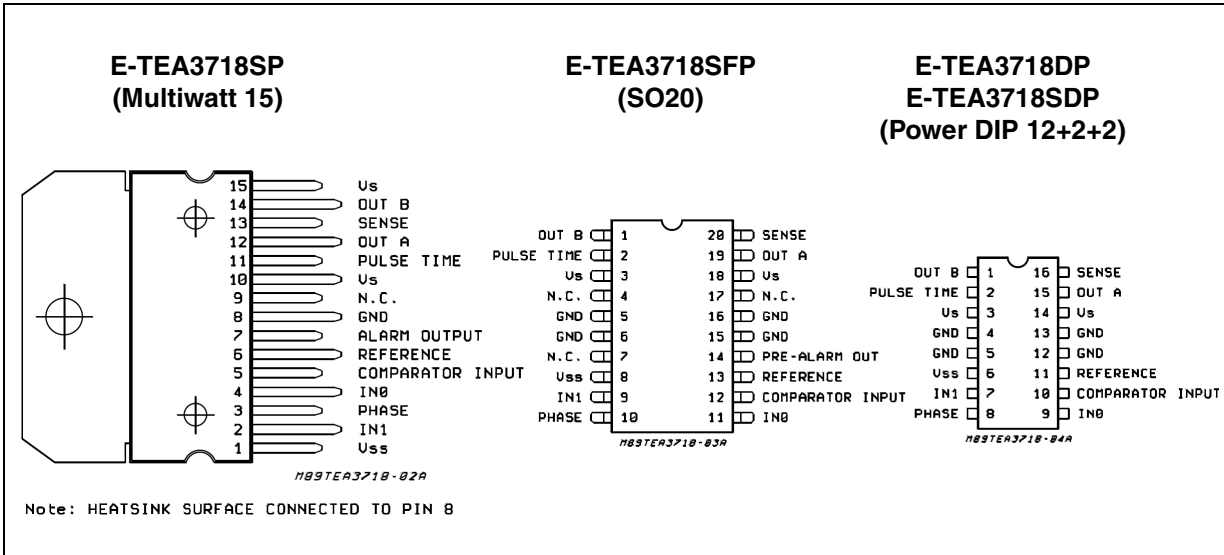 E-TEA3718SP
(Multiwatt 15)
15 Vs
14 OUT B
13 SENSE
12 OUT A
11 PULSE TIME
10 Vs
9 N.C.
8 GND
7 ALARM OUTPUT
6 REFERENCE
5 COMPARATOR INPUT
4 IN0
3 PHASE
2 IN1
1 Vss
M89TEA3718-02A
Note: HEATSINK SURFACE CONNECTED TO PIN 8
E-TEA3718SFP
(SO20)
OUT B 1 20 SENSE
PULSE TIME 2 19 OUT A
Vs 3 18 Vs
N.C. 4 17 N.C.
GND 5 16 GND
GND 6 15 GND
N.C. 7 14 PRE-ALARM OUT
Vss 8 13 REFERENCE
IN1 9 12 COMPARATOR INPUT
PHASE 10 11 IN0
M89TEA3718-03A
E-TEA3718DP
E-TEA3718SDP
(Power DIP 12+2+2)
OUT B 1 16 SENSE
PULSE TIME 2 15 OUT A
Vs 3 14 Vs
GND 4 13 GND
GND 5 12 GND
Vss 6 11 REFERENCE
IN1 7 10 COMPARATOR INPUT
PHASE 8 9 IN0
M89TEA3718-04A